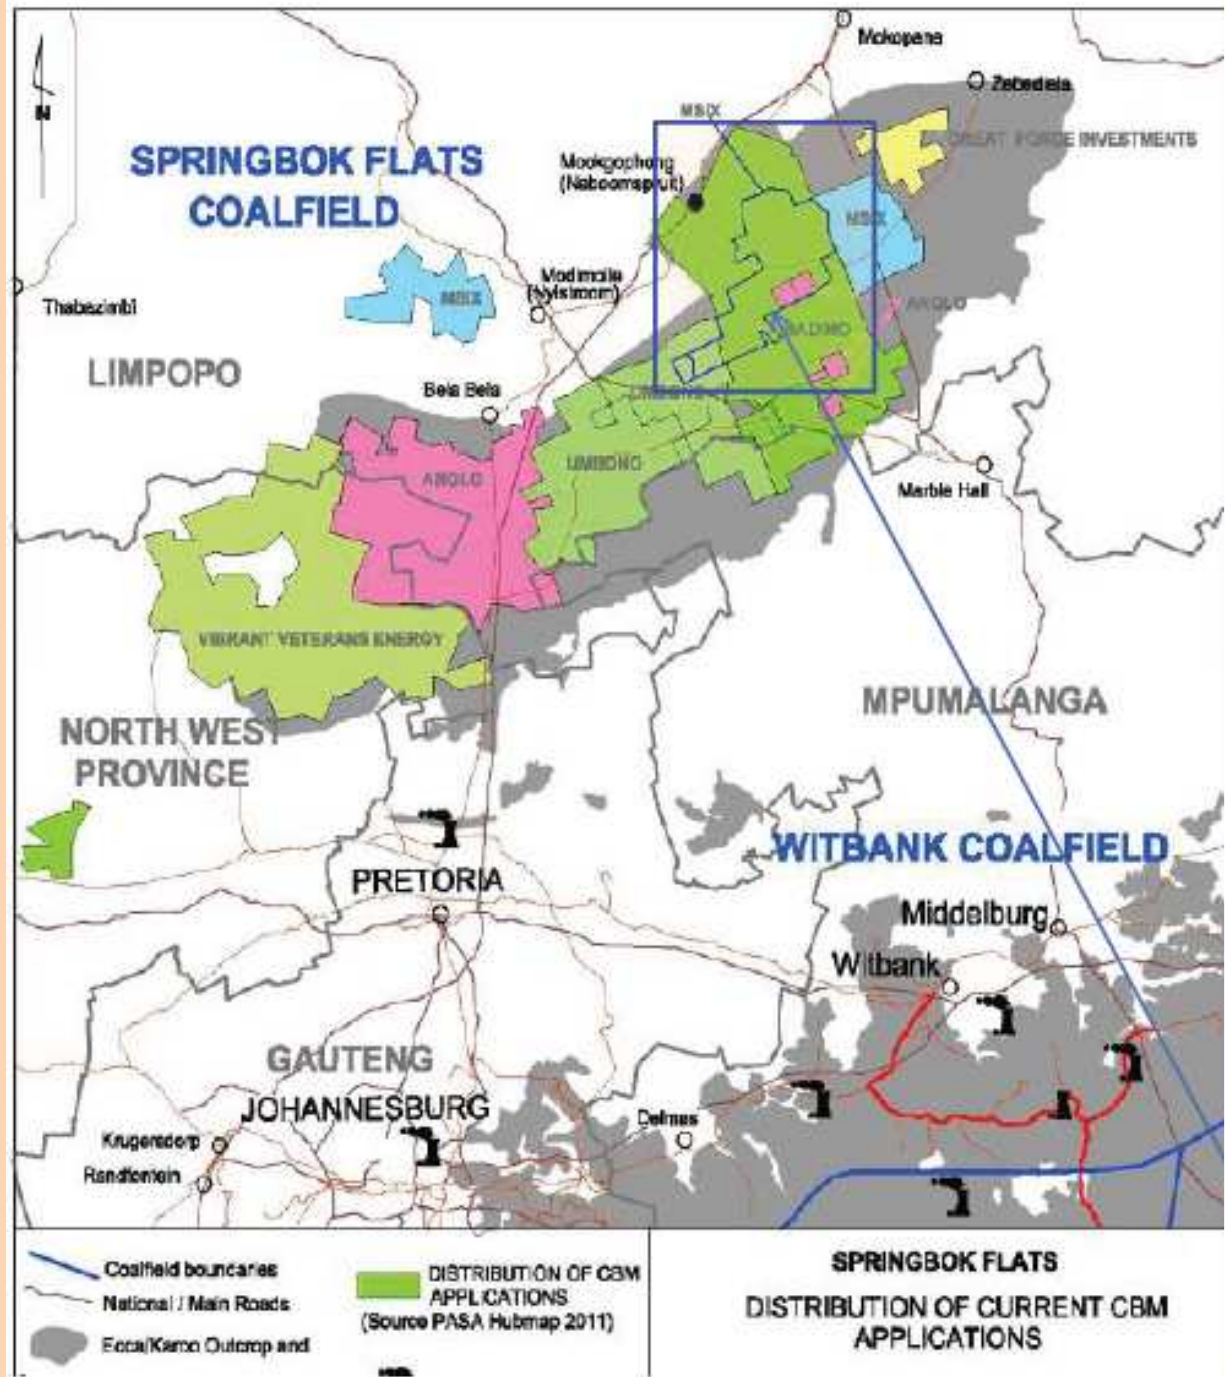 Mokopane
N
Zebediela
MSIX
GREAT FORCE INVESTMENTS
SPRINGBOK FLATS
COALFIELD
Mookgophong
(Naboomspruit)
MSIX
Modimolle
(Nylstroom)
MSIX
Thabazimbi
ANGLO
BADIMO
LIMPOPO
Bela Bela
UMBONO
UMBONO
ANGLO
Marble Hall
VIBRANT VETERANS ENERGY
MPUMALANGA
NORTH WEST
PROVINCE
WITBANK COALFIELD
PRETORIA
Middelburg
Witbank
GAUTENG
JOHANNESBURG
Delmas
Krugersdorp
Randfontein
Coalfield boundaries
National / Main Roads
Ecca/Karoo Outcrop and
DISTRIBUTION OF CBM
APPLICATIONS
(Source PASA Hubmap 2011)
SPRINGBOK FLATS
DISTRIBUTION OF CURRENT CBM
APPLICATIONS